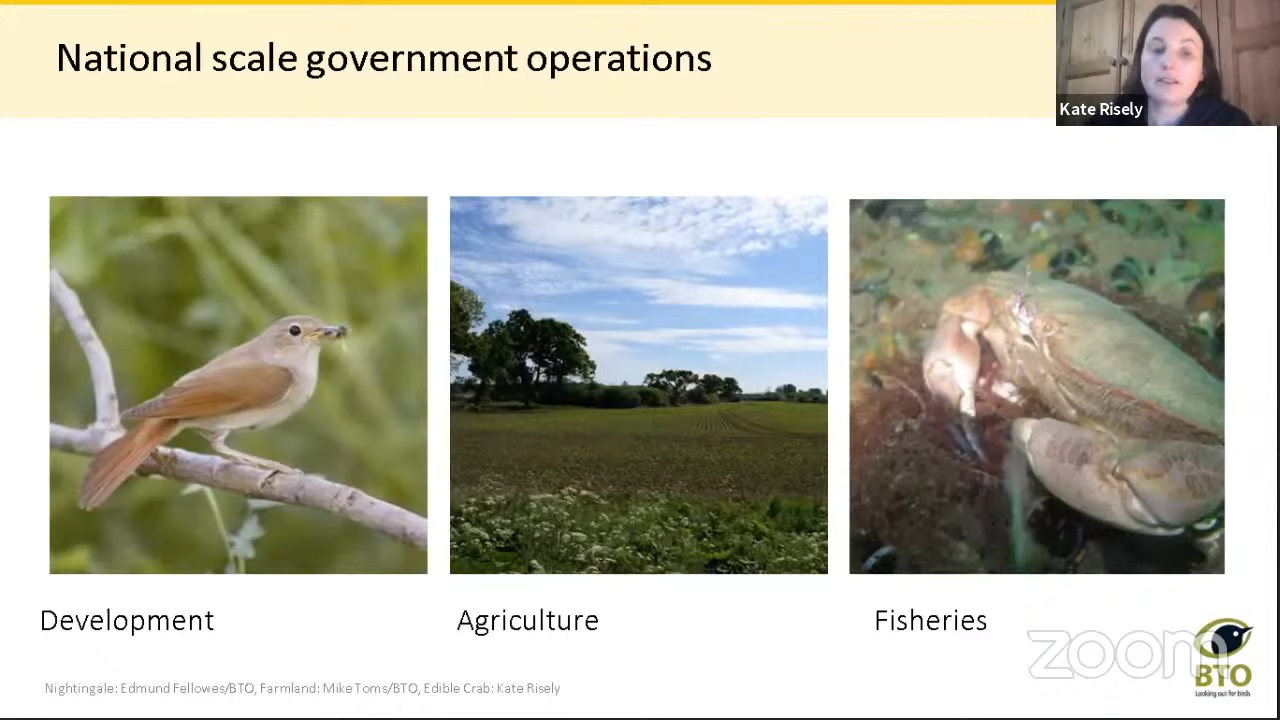 National scale government operations
Kate Risely
Development
Agriculture
Fisheries
zoom
BTO
Looking out for birds
Nightingale: Edmund Fellowes/BTO, Farmland: Mike Toms/BTO, Edible Crab: Kate Risely